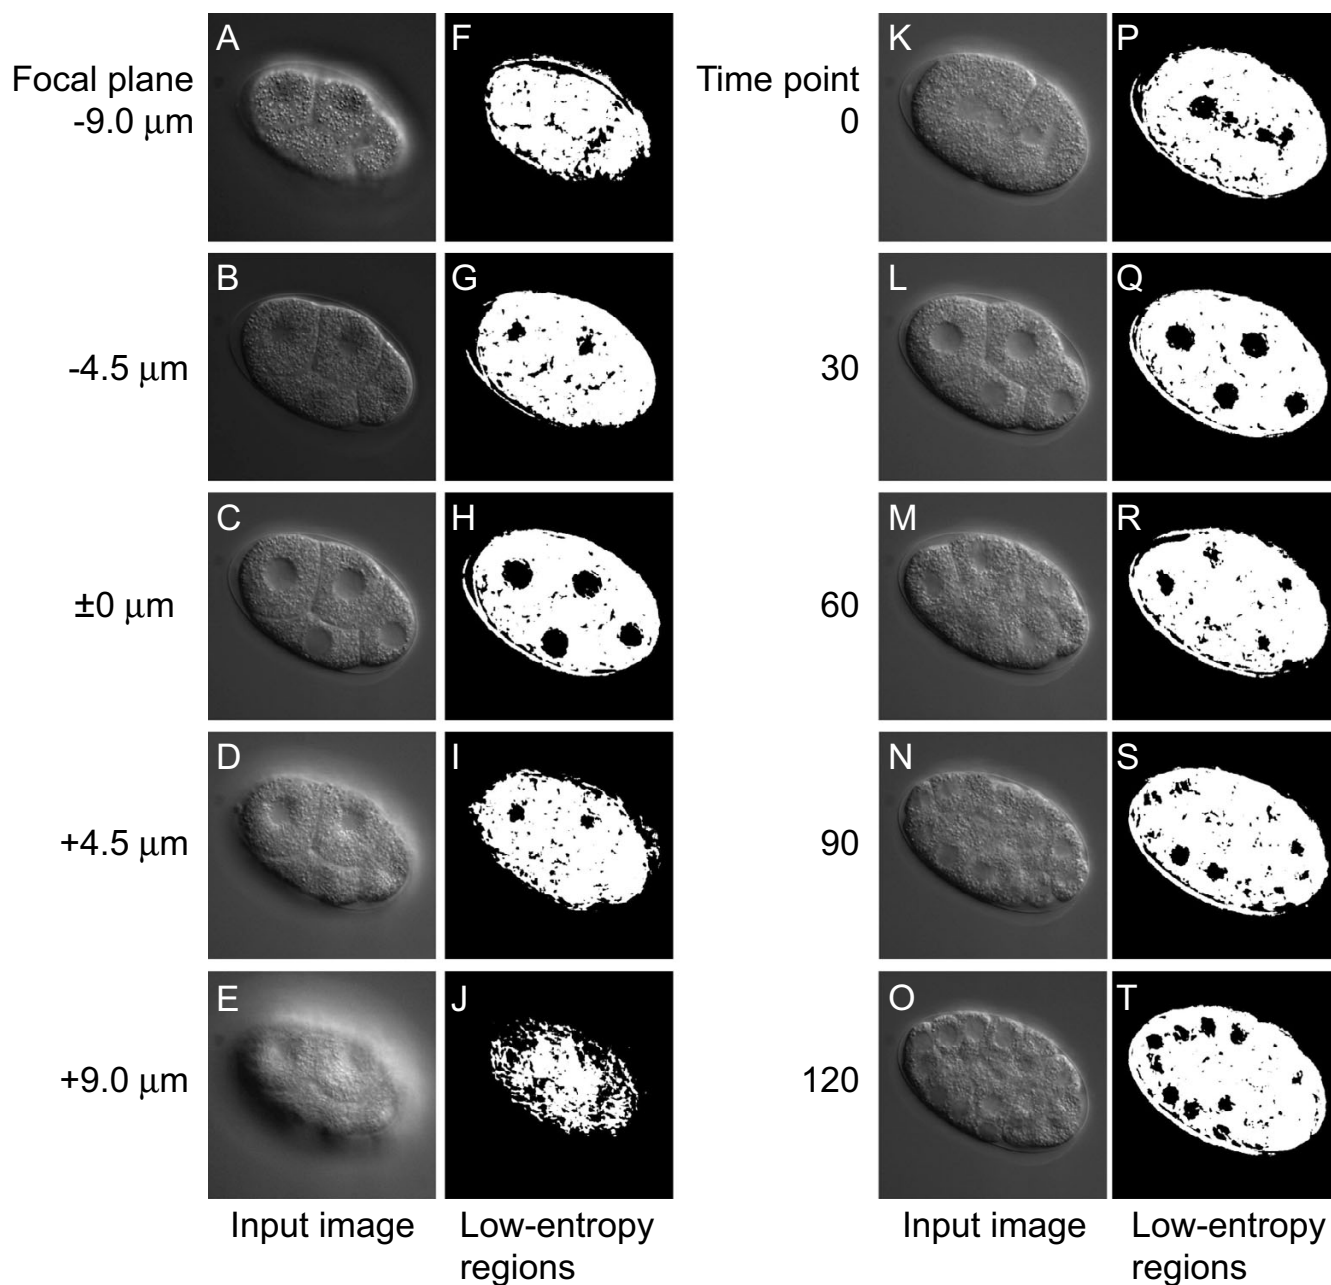 A F K P
Focal plane
-9.0 μm
Time point
0
B G L Q
-4.5 μm
30
C H M R
±0 μm
60
D I N S
+4.5 μm
90
E J O T
+9.0 μm
120
Input image
Low-entropy
regions
Input image
Low-entropy
regions